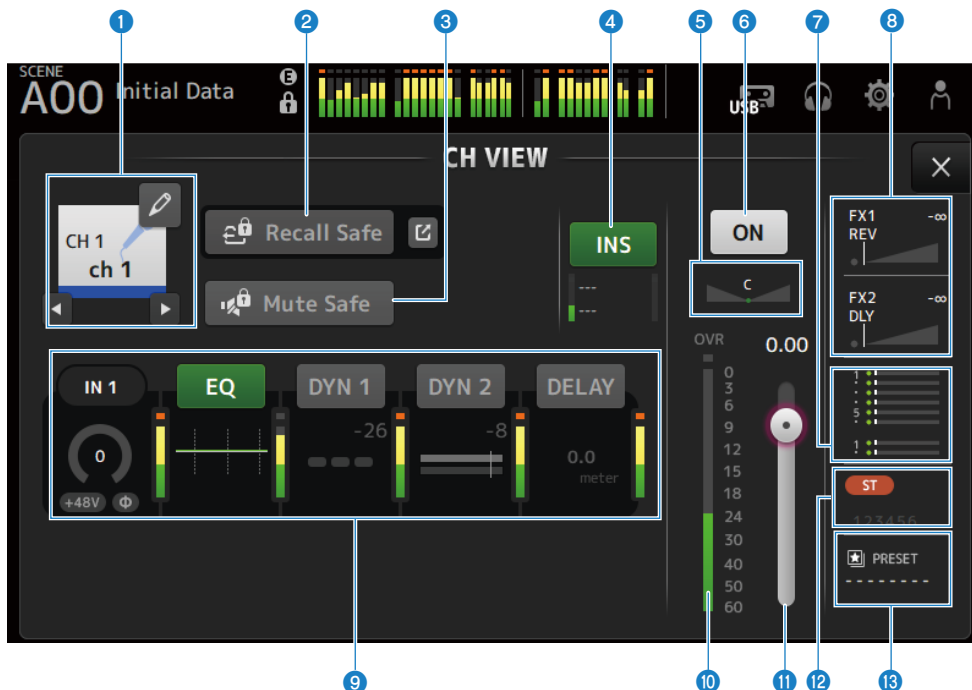 1 2 3 4 5 6 7 8
SCENE
A00 Initial Data
E
USB
CH VIEW
CH 1
ch 1
Recall Safe
Mute Safe
INS
---
---
ON
C
OVR
0.00
0
3
6
9
12
15
18
24
30
40
50
60
FX1 -∞
REV
FX2 -∞
DLY
1
5
1
ST
123456
PRESET
--------
IN 1
EQ
DYN 1
DYN 2
DELAY
0
+48V Φ
-26
-8
0.0
meter
9 10 11 12 13